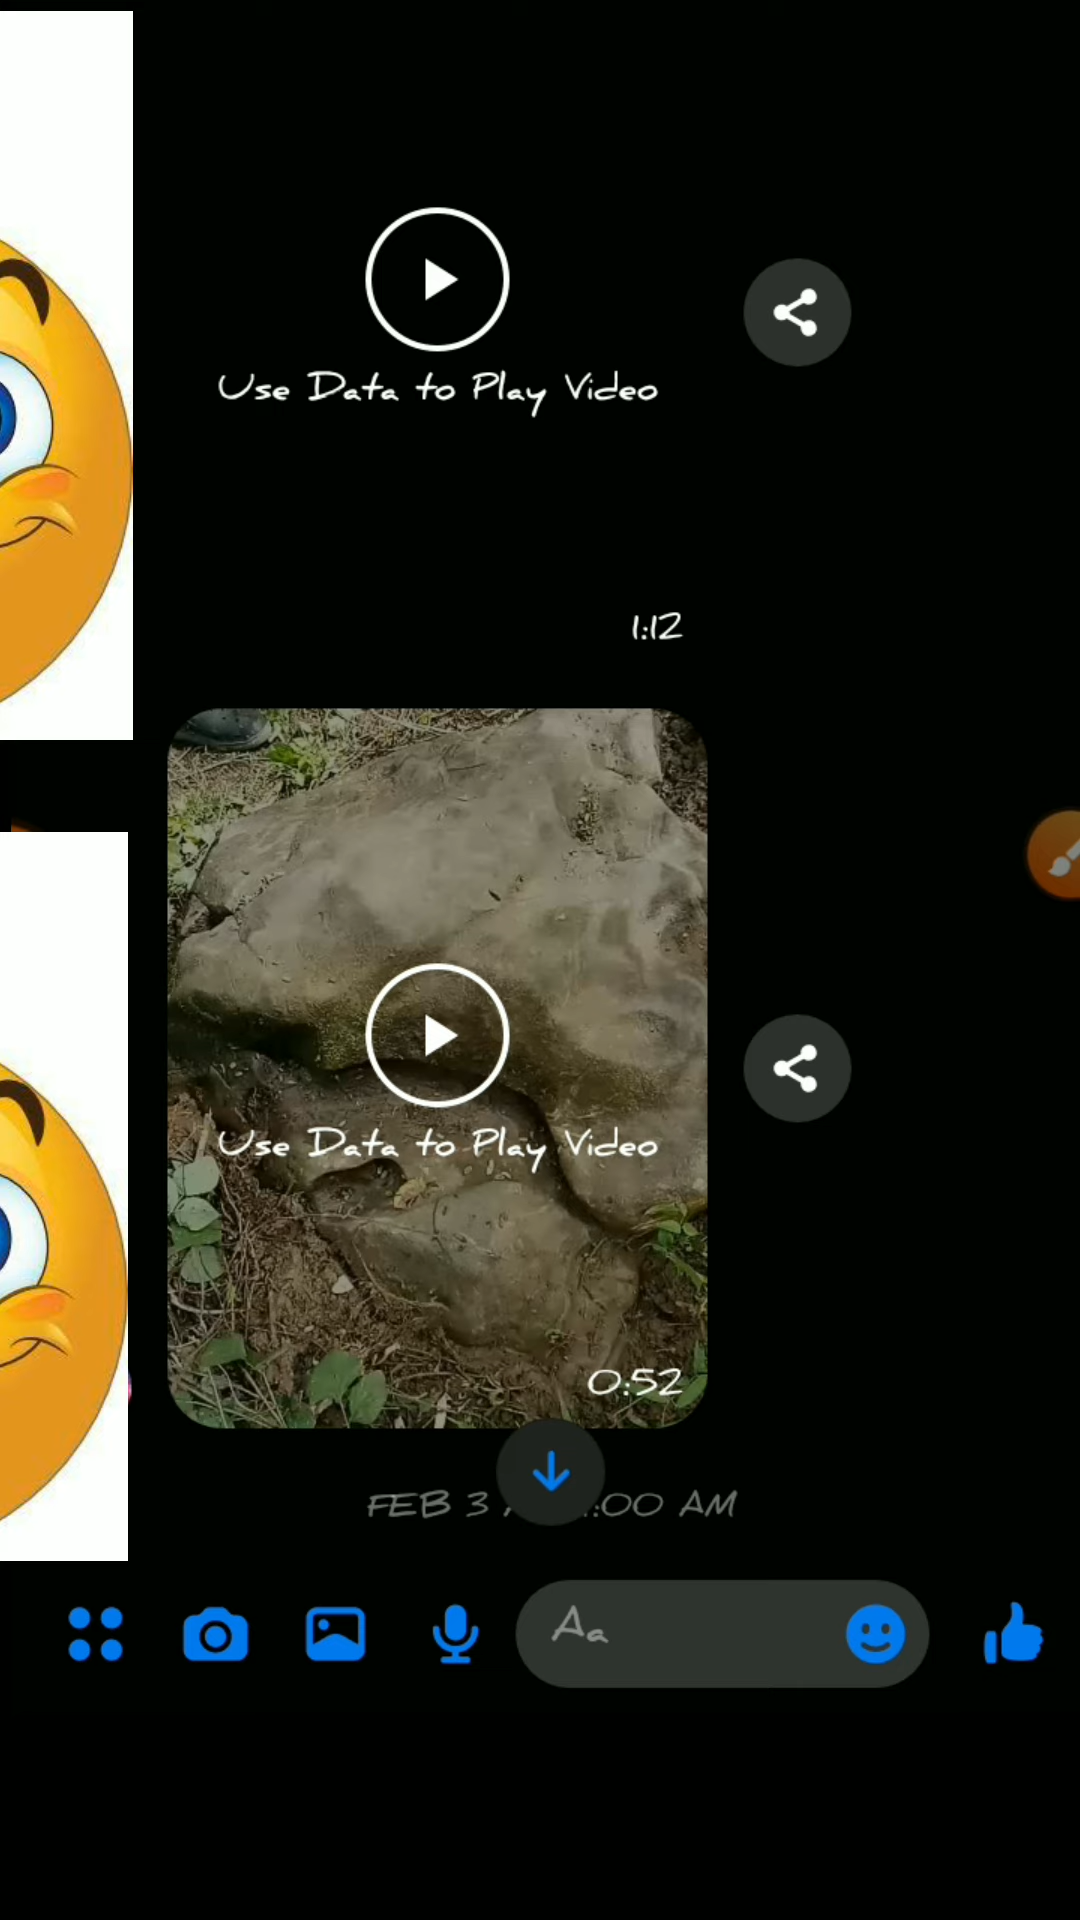 Use Data to Play Video
1:12
Use Data to Play Video
0:52
FEB 3 :00 AM
Aa